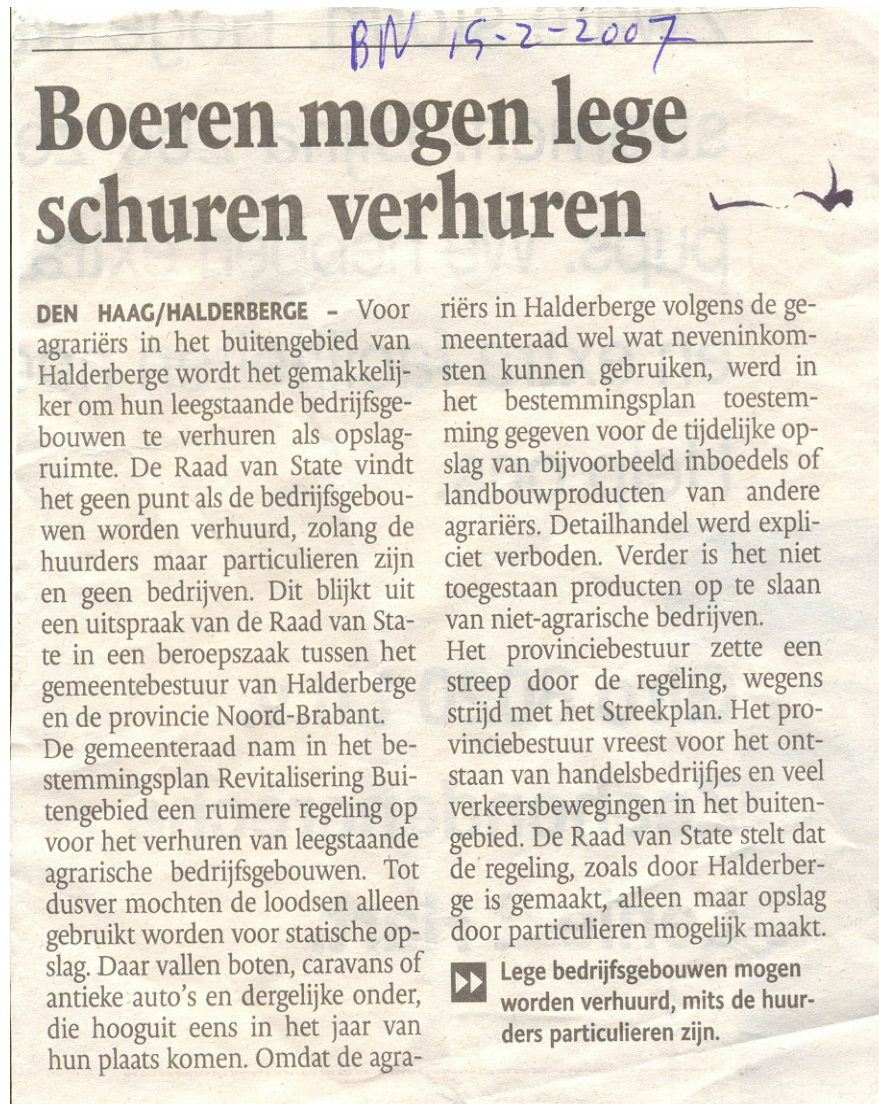 BN 15-2-2007
Boeren mogen lege
schuren verhuren
DEN HAAG/HALDERBERGE – Voor
agrariërs in het buitengebied van
Halderberge wordt het gemakkelij-
ker om hun leegstaande bedrijfsge-
bouwen te verhuren als opslag-
ruimte. De Raad van State vindt
het geen punt als de bedrijfsgebou-
wen worden verhuurd, zolang de
huurders maar particulieren zijn
en geen bedrijven. Dit blijkt uit
een uitspraak van de Raad van Sta-
te in een beroepszaak tussen het
gemeentebestuur van Halderberge
en de provincie Noord-Brabant.
De gemeenteraad nam in het be-
stemmingsplan Revitalisering Bui-
tengebied een ruimere regeling op
voor het verhuren van leegstaande
agrarische bedrijfsgebouwen. Tot
dusver mochten de loodsen alleen
gebruikt worden voor statische op-
slag. Daar vallen boten, caravans of
antieke auto's en dergelijke onder,
die hooguit eens in het jaar van
hun plaats komen. Omdat de agra-
riërs in Halderberge volgens de ge-
meenteraad wel wat neveninkom-
sten kunnen gebruiken, werd in
het bestemmingsplan toestem-
ming gegeven voor de tijdelijke op-
slag van bijvoorbeeld inboedels of
landbouwproducten van andere
agrariërs. Detailhandel werd expli-
ciet verboden. Verder is het niet
toegestaan producten op te slaan
van niet-agrarische bedrijven.
Het provinciebestuur zette een
streep door de regeling, wegens
strijd met het Streekplan. Het pro-
vinciebestuur vreest voor het ont-
staan van handelsbedrijfjes en veel
verkeersbewegingen in het buiten-
gebied. De Raad van State stelt dat
de regeling, zoals door Halderber-
ge is gemaakt, alleen maar opslag
door particulieren mogelijk maakt.
Lege bedrijfsgebouwen mogen
worden verhuurd, mits de huur-
ders particulieren zijn.